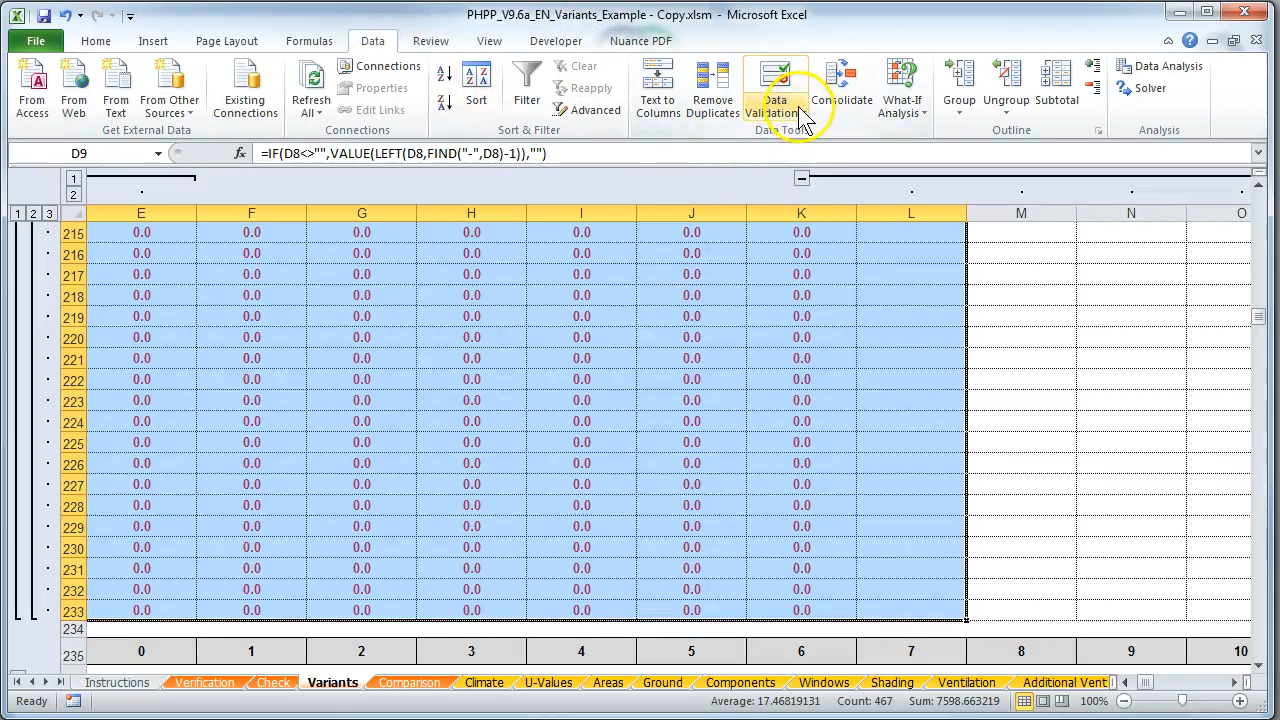 PHPP_V9.6a_EN_Variants_Example - Copy.xlsm - Microsoft Excel
File Home Insert Page Layout Formulas Data Review View Developer Nuance PDF
From Access
From Web
From Text
From Other Sources
Existing Connections
Get External Data
Refresh All
Connections
Properties
Edit Links
Connections
Sort
Filter
Clear
Reapply
Advanced
Sort & Filter
Text to Columns
Remove Duplicates
Data Validation
Consolidate
What-If Analysis
Data Tool
Group
Ungroup
Subtotal
Outline
Data Analysis
Solver
Analysis
D9 fx =IF(D8<>"",VALUE(LEFT(D8,FIND("-",D8)-1)),"")
1
2
1 2 3 E F G H I J K L M N O
215 0.0 0.0 0.0 0.0 0.0 0.0 0.0
216 0.0 0.0 0.0 0.0 0.0 0.0 0.0
217 0.0 0.0 0.0 0.0 0.0 0.0 0.0
218 0.0 0.0 0.0 0.0 0.0 0.0 0.0
219 0.0 0.0 0.0 0.0 0.0 0.0 0.0
220 0.0 0.0 0.0 0.0 0.0 0.0 0.0
221 0.0 0.0 0.0 0.0 0.0 0.0 0.0
222 0.0 0.0 0.0 0.0 0.0 0.0 0.0
223 0.0 0.0 0.0 0.0 0.0 0.0 0.0
224 0.0 0.0 0.0 0.0 0.0 0.0 0.0
225 0.0 0.0 0.0 0.0 0.0 0.0 0.0
226 0.0 0.0 0.0 0.0 0.0 0.0 0.0
227 0.0 0.0 0.0 0.0 0.0 0.0 0.0
228 0.0 0.0 0.0 0.0 0.0 0.0 0.0
229 0.0 0.0 0.0 0.0 0.0 0.0 0.0
230 0.0 0.0 0.0 0.0 0.0 0.0 0.0
231 0.0 0.0 0.0 0.0 0.0 0.0 0.0
232 0.0 0.0 0.0 0.0 0.0 0.0 0.0
233 0.0 0.0 0.0 0.0 0.0 0.0 0.0
234
235 0 1 2 3 4 5 6 7 8 9 10
Instructions Verification Check Variants Comparison Climate U-Values Areas Ground Components Windows Shading Ventilation Additional Vent
Ready Average: 17.46819131 Count: 467 Sum: 7598.663219 100%